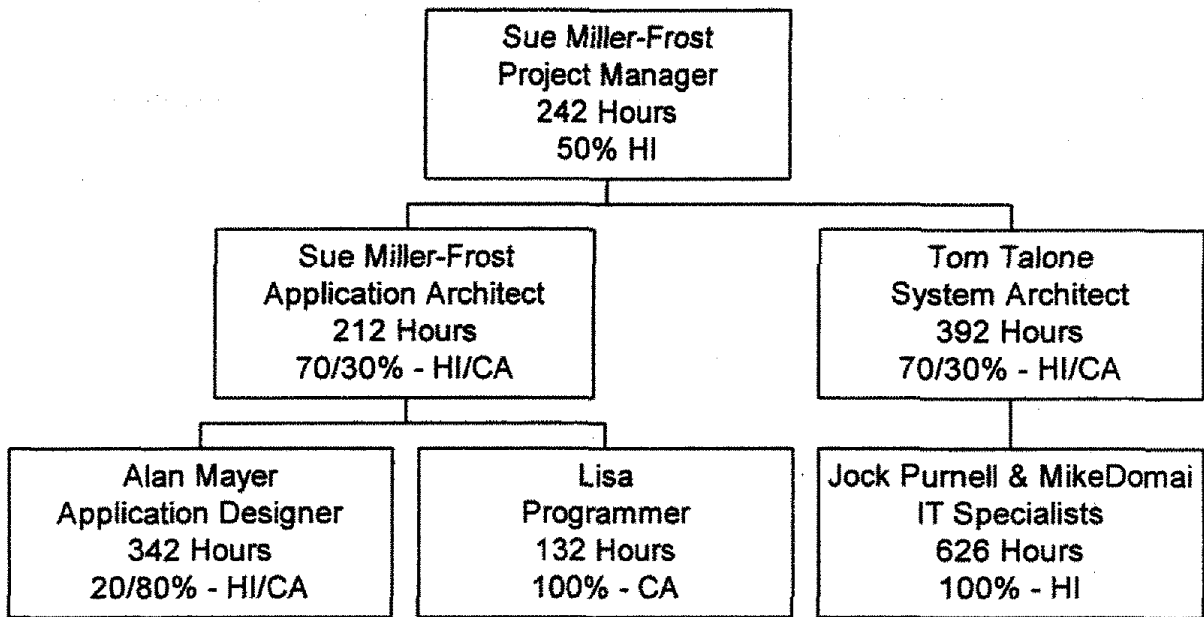 Sue Miller-Frost
Project Manager
242 Hours
50% HI
Sue Miller-Frost
Application Architect
212 Hours
70/30% - HI/CA
Tom Talone
System Architect
392 Hours
70/30% - HI/CA
Alan Mayer
Application Designer
342 Hours
20/80% - HI/CA
Lisa
Programmer
132 Hours
100% - CA
Jock Purnell & MikeDomai
IT Specialists
626 Hours
100% - HI